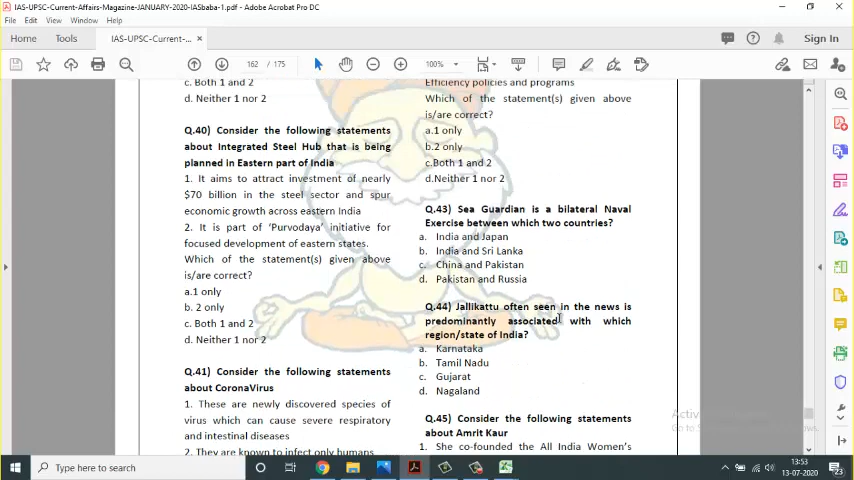 IAS-UPSC-Current-Affairs-Magazine-JANUARY-2020-IASbaba-1.pdf - Adobe Acrobat Pro DC
File Edit View Window Help
Home Tools IAS-UPSC-Current-... × Sign In
162 / 175 100%
c. Both 1 and 2
d. Neither 1 nor 2
Q.40) Consider the following statements
about Integrated Steel Hub that is being
planned in Eastern part of India
1. It aims to attract investment of nearly
$70 billion in the steel sector and spur
economic growth across eastern India
2. It is part of ‘Purvodaya’ initiative for
focused development of eastern states.
Which of the statement(s) given above
is/are correct?
a.1 only
b. 2 only
c. Both 1 and 2
d. Neither 1 nor 2
Q.41) Consider the following statements
about CoronaVirus
1. These are newly discovered species of
virus which can cause severe respiratory
and intestinal diseases
2. They are known to infect only humans
Efficiency policies and programs
Which of the statement(s) given above
is/are correct?
a.1 only
b.2 only
c.Both 1 and 2
d.Neither 1 nor 2
Q.43) Sea Guardian is a bilateral Naval
Exercise between which two countries?
a. India and Japan
b. India and Sri Lanka
c. China and Pakistan
d. Pakistan and Russia
Q.44) Jallikattu often seen in the news is
predominantly associated with which
region/state of India?
a. Karnataka
b. Tamil Nadu
c. Gujarat
d. Nagaland
Q.45) Consider the following statements
about Amrit Kaur
1. She co-founded the All India Women’s
Type here to search
13:53
13-07-2020
23